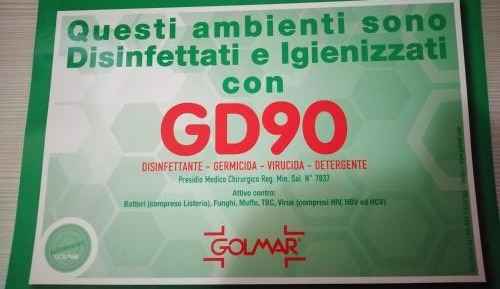 Questi ambienti sono
Disinfettati e Igienizzati
con
GD90
DISINFETTANTE - GERMICIDA - VIRUCIDA - DETERGENTE
Presidio Medico Chirurgico Reg. Min. Sal. N° 7837
Attivo contro:
Batteri (compreso Listeria), Funghi, Muffe, TBC, Virus (compresi HIV, HBV ed HCV)
GOLMAR
GOLMAR